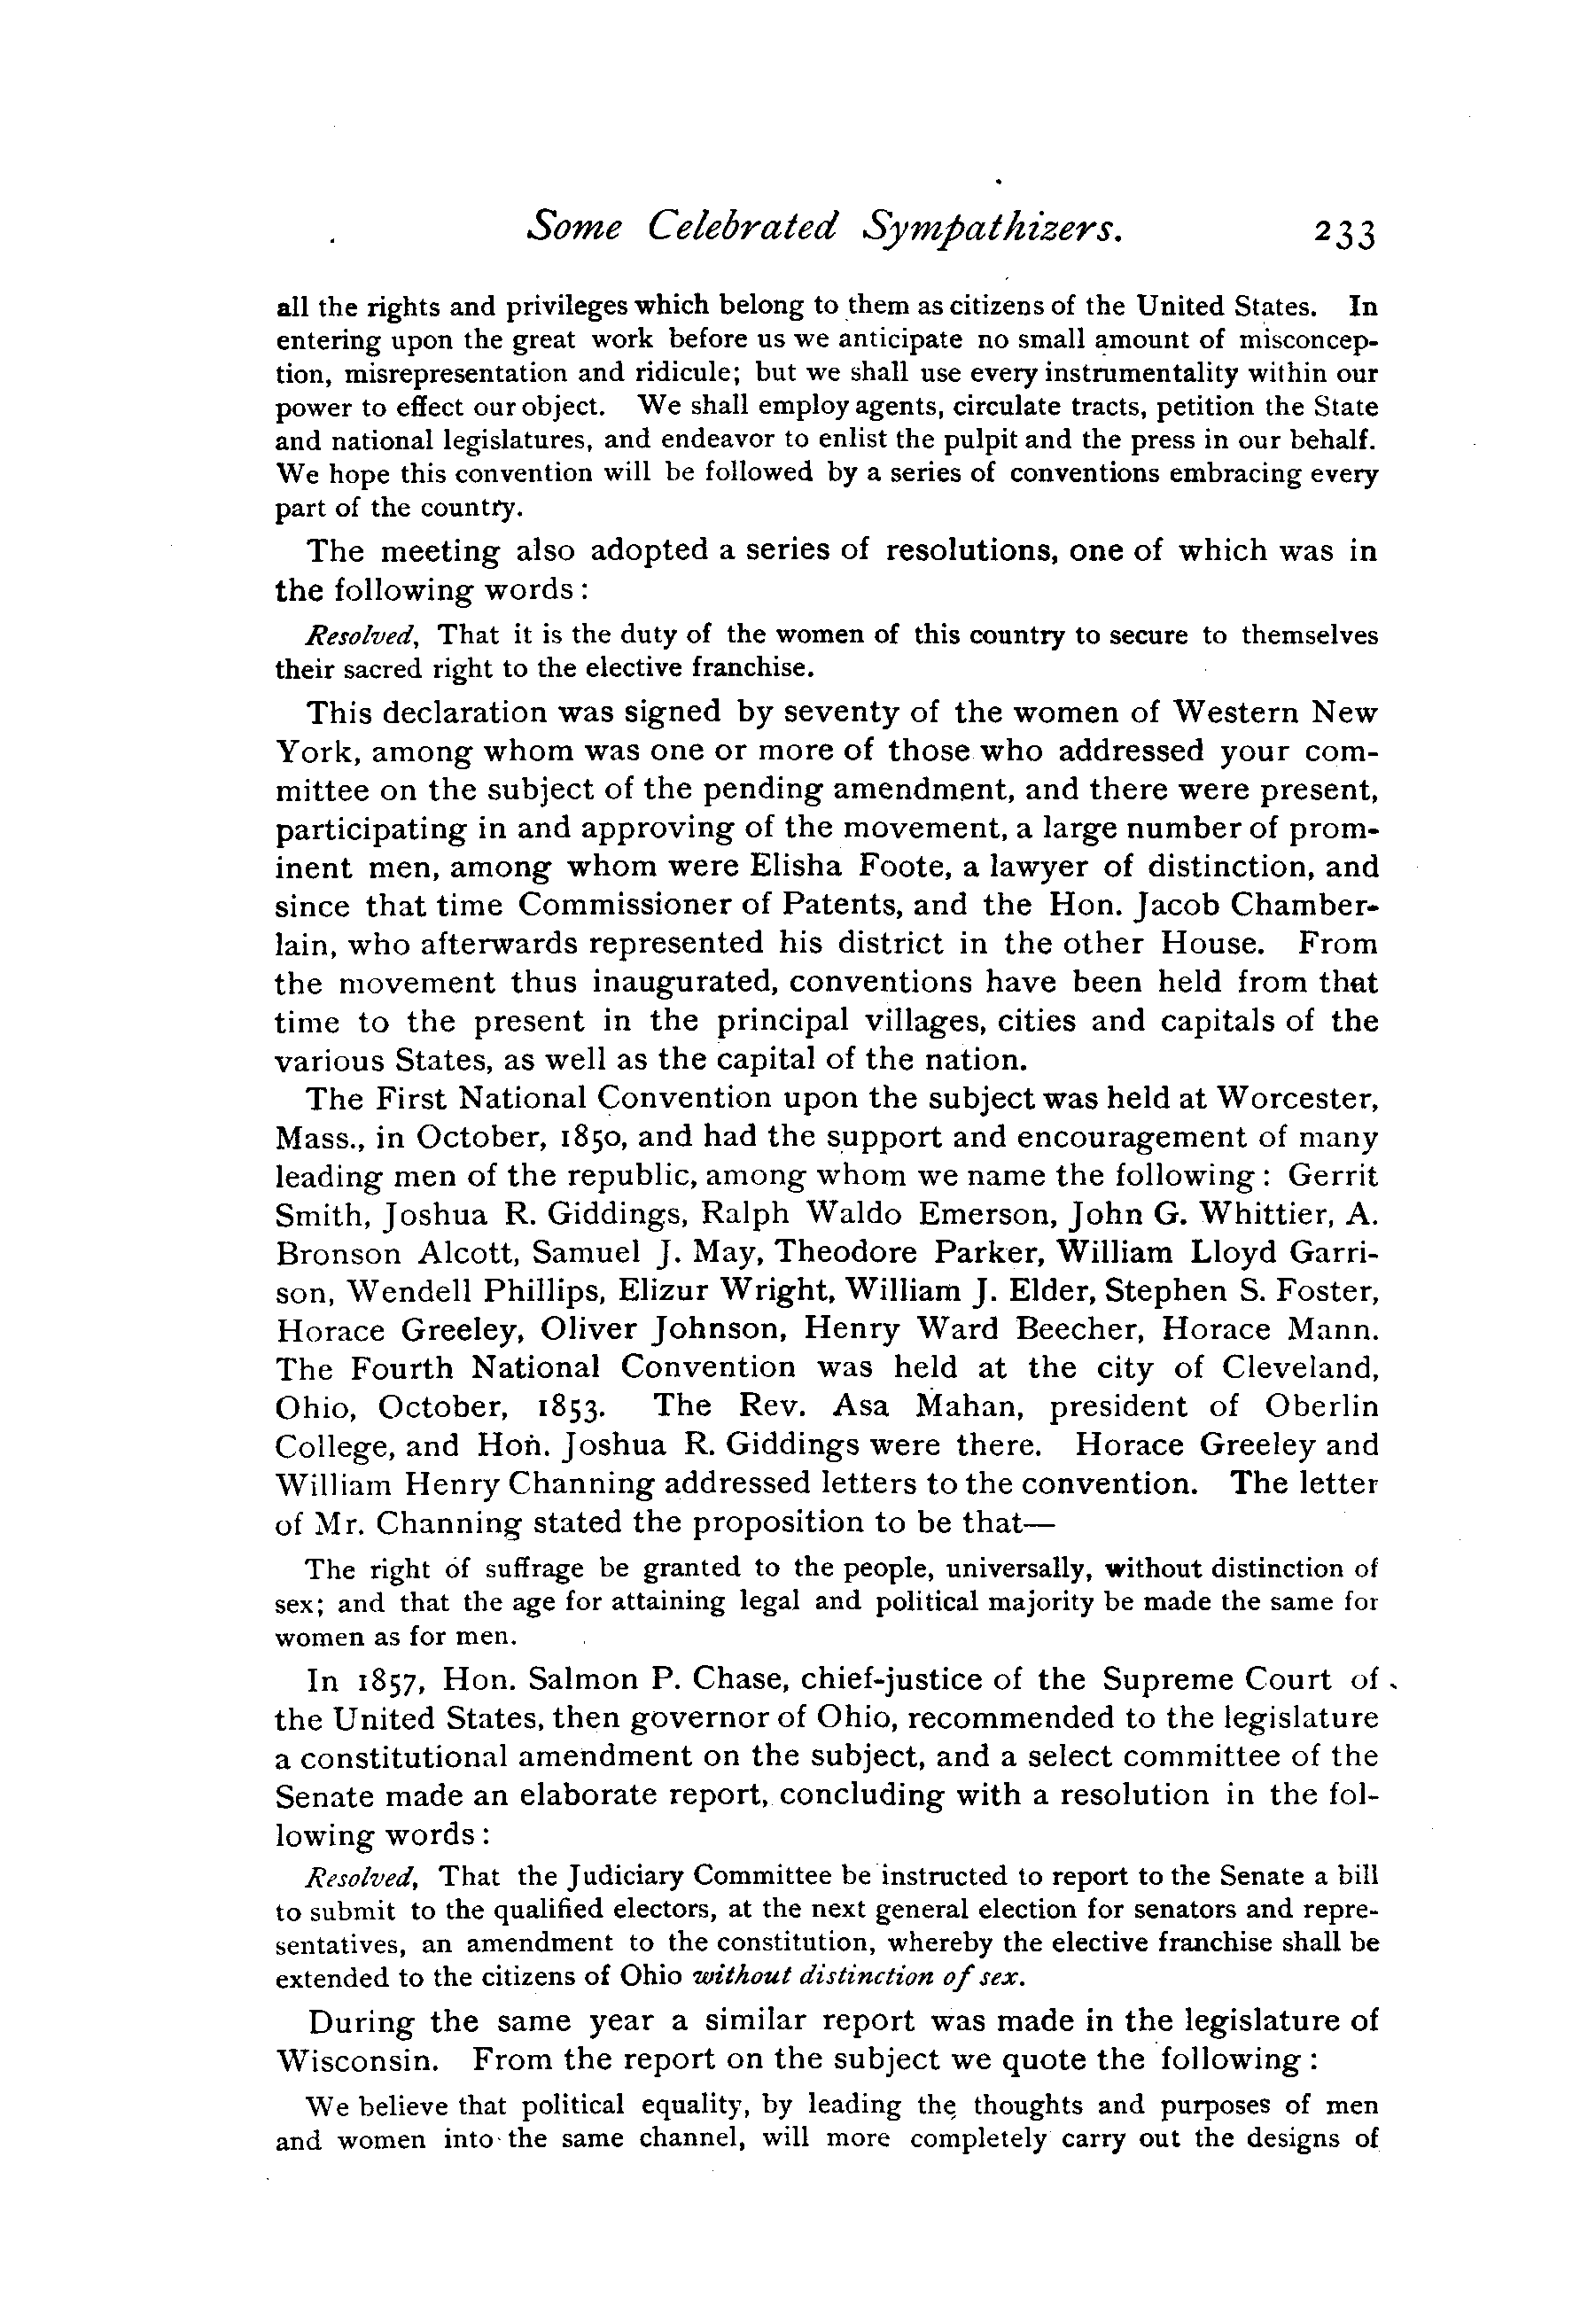 Some Celebrated Sympathizers. 233
all the rights and privileges which belong to them as citizens of the United States. In
entering upon the great work before us we anticipate no small amount of misconcep-
tion, misrepresentation and ridicule; but we shall use every instrumentality within our
power to effect our object. We shall employ agents, circulate tracts, petition the State
and national legislatures, and endeavor to enlist the pulpit and the press in our behalf.
We hope this convention will be followed by a series of conventions embracing every
part of the country.
The meeting also adopted a series of resolutions, one of which was in
the following words:
Resolved, That it is the duty of the women of this country to secure to themselves
their sacred right to the elective franchise.
This declaration was signed by seventy of the women of Western New
York, among whom was one or more of those who addressed your com-
mittee on the subject of the pending amendment, and there were present,
participating in and approving of the movement, a large number of prom-
inent men, among whom were Elisha Foote, a lawyer of distinction, and
since that time Commissioner of Patents, and the Hon. Jacob Chamber-
lain, who afterwards represented his district in the other House. From
the movement thus inaugurated, conventions have been held from that
time to the present in the principal villages, cities and capitals of the
various States, as well as the capital of the nation.
The First National Convention upon the subject was held at Worcester,
Mass., in October, 1850, and had the support and encouragement of many
leading men of the republic, among whom we name the following: Gerrit
Smith, Joshua R. Giddings, Ralph Waldo Emerson, John G. Whittier, A.
Bronson Alcott, Samuel J. May, Theodore Parker, William Lloyd Garri-
son, Wendell Phillips, Elizur Wright, William J. Elder, Stephen S. Foster,
Horace Greeley, Oliver Johnson, Henry Ward Beecher, Horace Mann.
The Fourth National Convention was held at the city of Cleveland,
Ohio, October, 1853. The Rev. Asa Mahan, president of Oberlin
College, and Hon. Joshua R. Giddings were there. Horace Greeley and
William Henry Channing addressed letters to the convention. The letter
of Mr. Channing stated the proposition to be that—
The right of suffrage be granted to the people, universally, without distinction of
sex; and that the age for attaining legal and political majority be made the same for
women as for men.
In 1857, Hon. Salmon P. Chase, chief-justice of the Supreme Court of
the United States, then governor of Ohio, recommended to the legislature
a constitutional amendment on the subject, and a select committee of the
Senate made an elaborate report, concluding with a resolution in the fol-
lowing words:
Resolved, That the Judiciary Committee be instructed to report to the Senate a bill
to submit to the qualified electors, at the next general election for senators and repre-
sentatives, an amendment to the constitution, whereby the elective franchise shall be
extended to the citizens of Ohio without distinction of sex.
During the same year a similar report was made in the legislature of
Wisconsin. From the report on the subject we quote the following:
We believe that political equality, by leading the thoughts and purposes of men
and women into the same channel, will more completely carry out the designs of